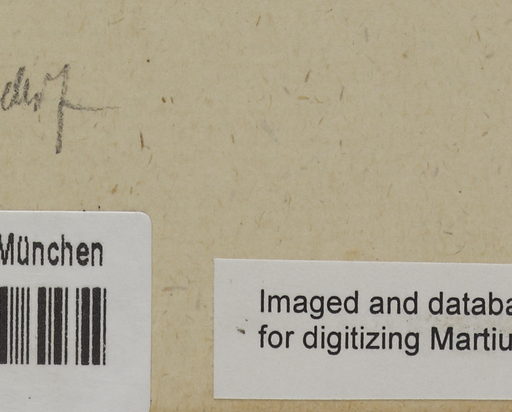 München
Imaged and databa
for digitizing Martiu